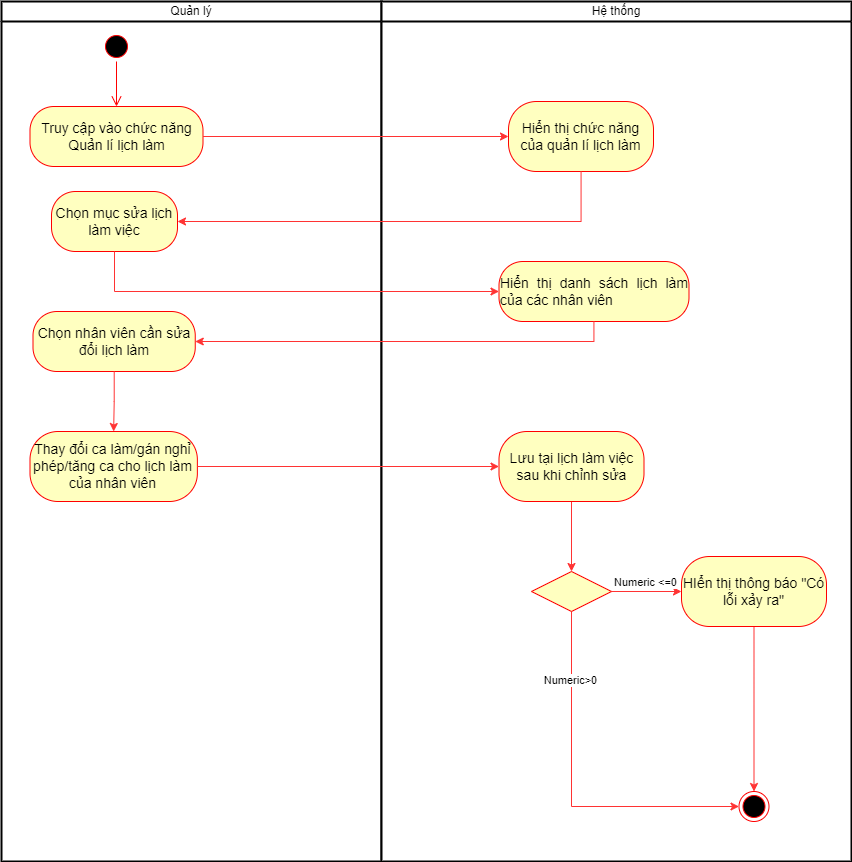 Quản lý
Hệ thống
Truy cập vào chức năng
Quản lí lịch làm
Hiển thị chức năng
của quản lí lịch làm
Chọn mục sửa lịch
làm việc
Hiển thị danh sách lịch làm
của các nhân viên
Chọn nhân viên cần sửa
đổi lịch làm
Thay đổi ca làm/gán nghỉ
phép/tăng ca cho lịch làm
của nhân viên
Lưu tại lịch làm việc
sau khi chỉnh sửa
Numeric <=0
HIển thị thông báo "Có
lỗi xảy ra"
Numeric>0